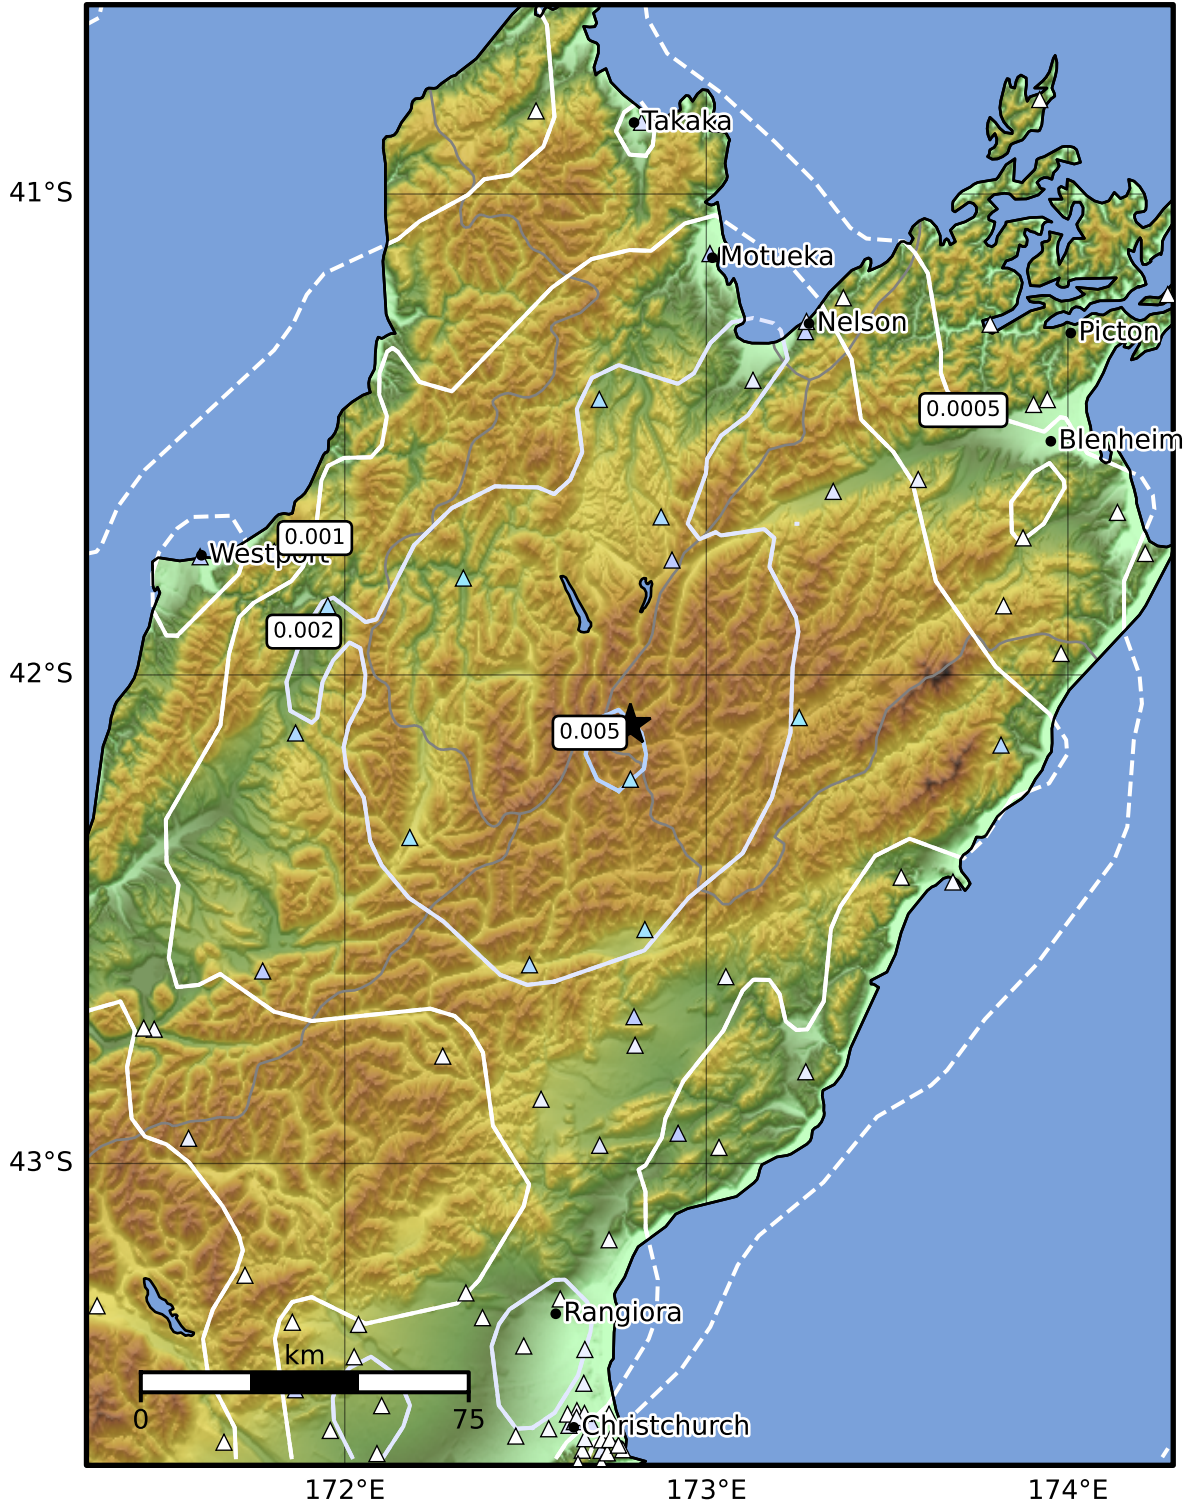 Takaka
41°S
Motueka
Nelson
Picton
0.0005
Blenheim
0.001
Westport
0.002
42°S
0.005
43°S
Rangiora
km
0
75
Christchurch
172°E
173°E
174°E